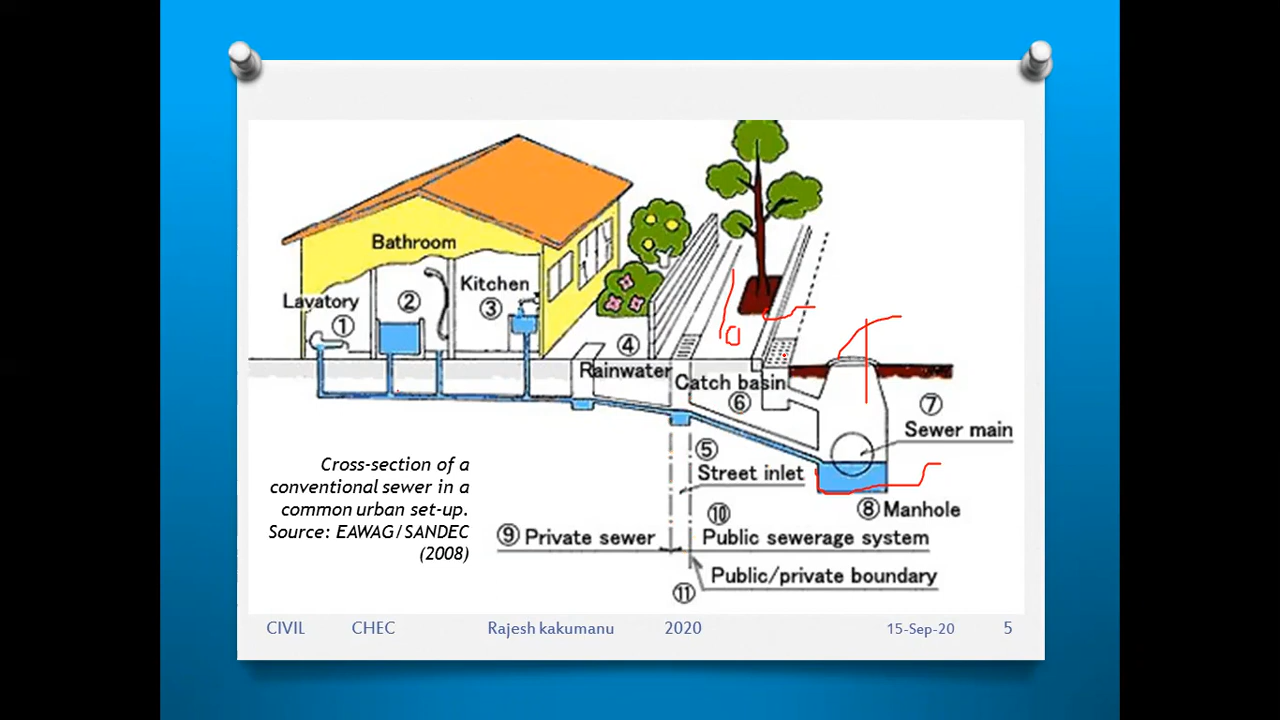 Bathroom
Kitchen
Lavatory
① ② ③
④
Rainwater
Catch basin
⑥
⑦
Sewer main
⑤
Street inlet
⑧ Manhole
Cross-section of a
conventional sewer in a
common urban set-up.
Source: EAWAG/SANDEC
(2008)
⑩
⑨ Private sewer
Public sewerage system
Public/private boundary
⑪
CIVIL CHEC Rajesh kakumanu 2020 15-Sep-20 5